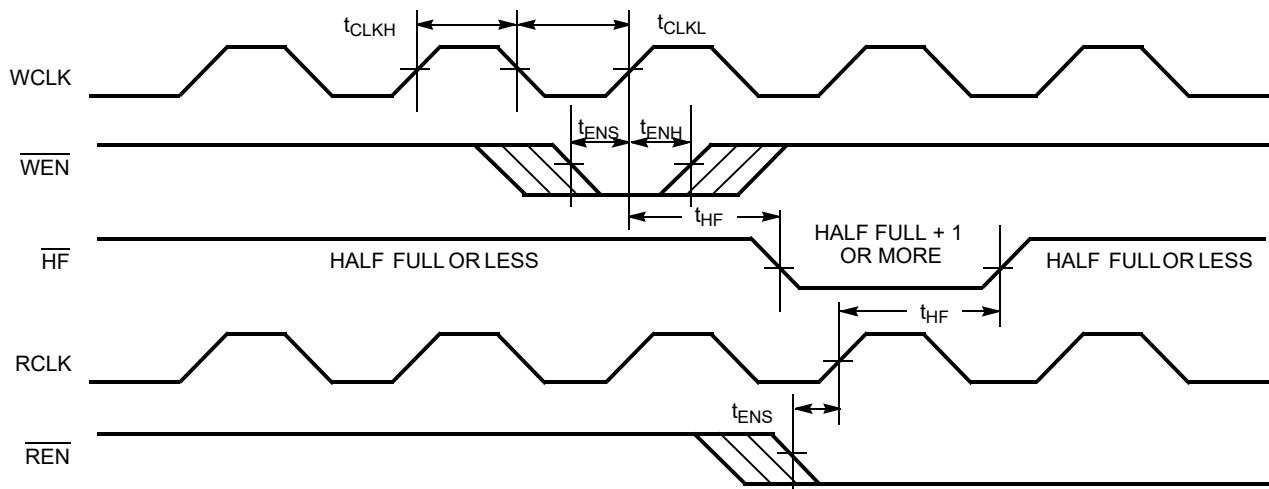 tCLKH
tCLKL
WCLK
tENS
tENH
WEN
tHF
HF
HALF FULL OR LESS
HALF FULL + 1
OR MORE
HALF FULL OR LESS
tHF
RCLK
tENS
REN